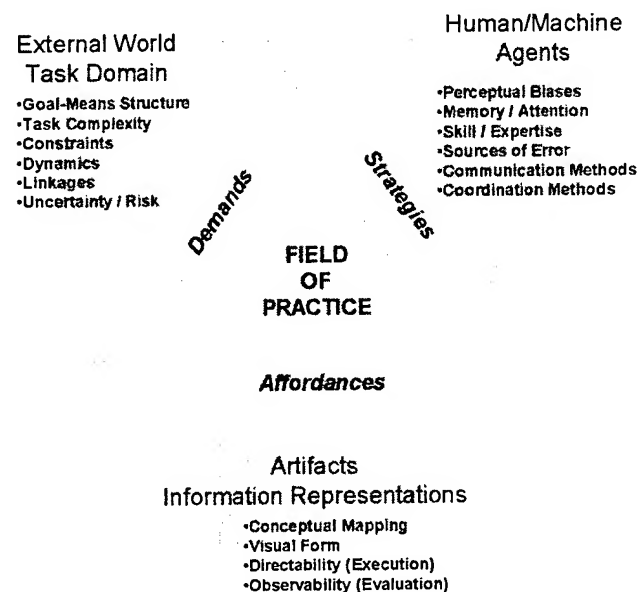 External World
Task Domain
•Goal-Means Structure
•Task Complexity
•Constraints
•Dynamics
•Linkages
•Uncertainty / Risk
Human/Machine
Agents
•Perceptual Biases
•Memory / Attention
•Skill / Expertise
•Sources of Error
•Communication Methods
•Coordination Methods
Demands
Strategies
FIELD
OF
PRACTICE
Affordances
Artifacts
Information Representations
•Conceptual Mapping
•Visual Form
•Directability (Execution)
•Observability (Evaluation)